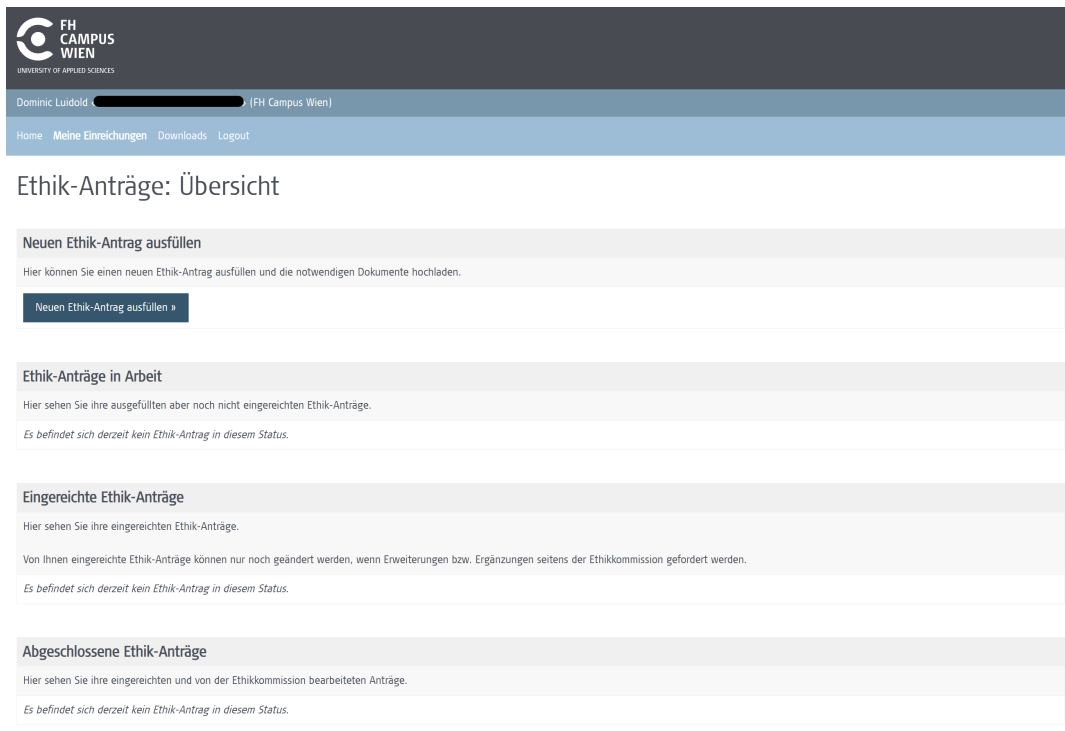 FH
CAMPUS
WIEN
UNIVERSITY OF APPLIED SCIENCES
Dominic Luidold (FH Campus Wien)
Home Meine Einreichungen Downloads Logout
Ethik-Anträge: Übersicht
Neuen Ethik-Antrag ausfüllen
Hier können Sie einen neuen Ethik-Antrag ausfüllen und die notwendigen Dokumente hochladen.
Neuen Ethik-Antrag ausfüllen »
Ethik-Anträge in Arbeit
Hier sehen Sie ihre ausgefüllten aber noch nicht eingereichten Ethik-Anträge.
Es befindet sich derzeit kein Ethik-Antrag in diesem Status.
Eingereichte Ethik-Anträge
Hier sehen Sie ihre eingereichten Ethik-Anträge.
Von Ihnen eingereichte Ethik-Anträge können nur noch geändert werden, wenn Erweiterungen bzw. Ergänzungen seitens der Ethikkommission gefordert werden.
Es befindet sich derzeit kein Ethik-Antrag in diesem Status.
Abgeschlossene Ethik-Anträge
Hier sehen Sie ihre eingereichten und von der Ethikkommission bearbeiteten Anträge.
Es befindet sich derzeit kein Ethik-Antrag in diesem Status.